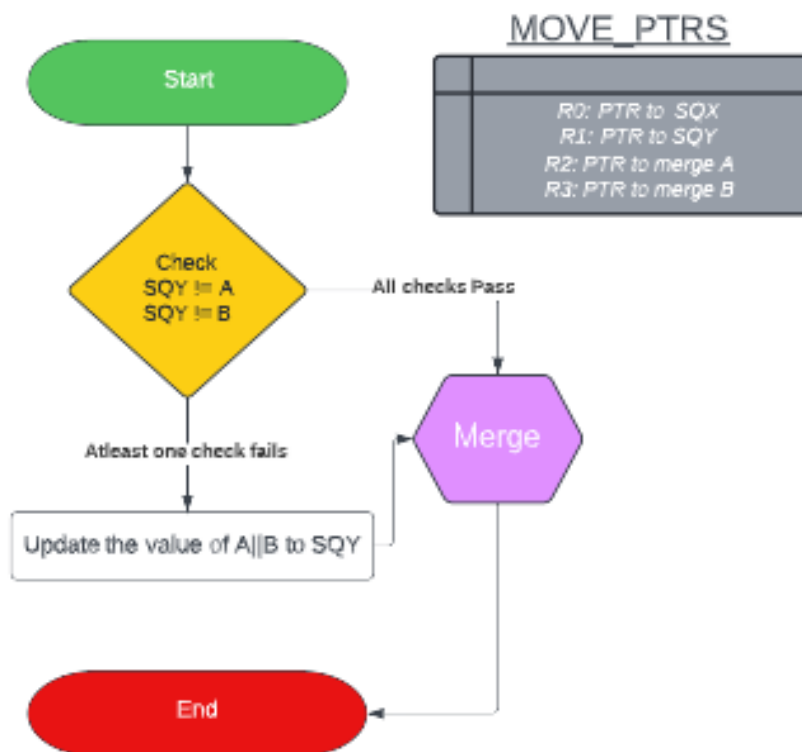 MOVE_PTRS
Start
R0: PTR to SQX
R1: PTR to SQY
R2: PTR to merge A
R3: PTR to merge B
Check
SQY != A
SQY != B
All checks Pass
Merge
Atleast one check fails
Update the value of A||B to SQY
End